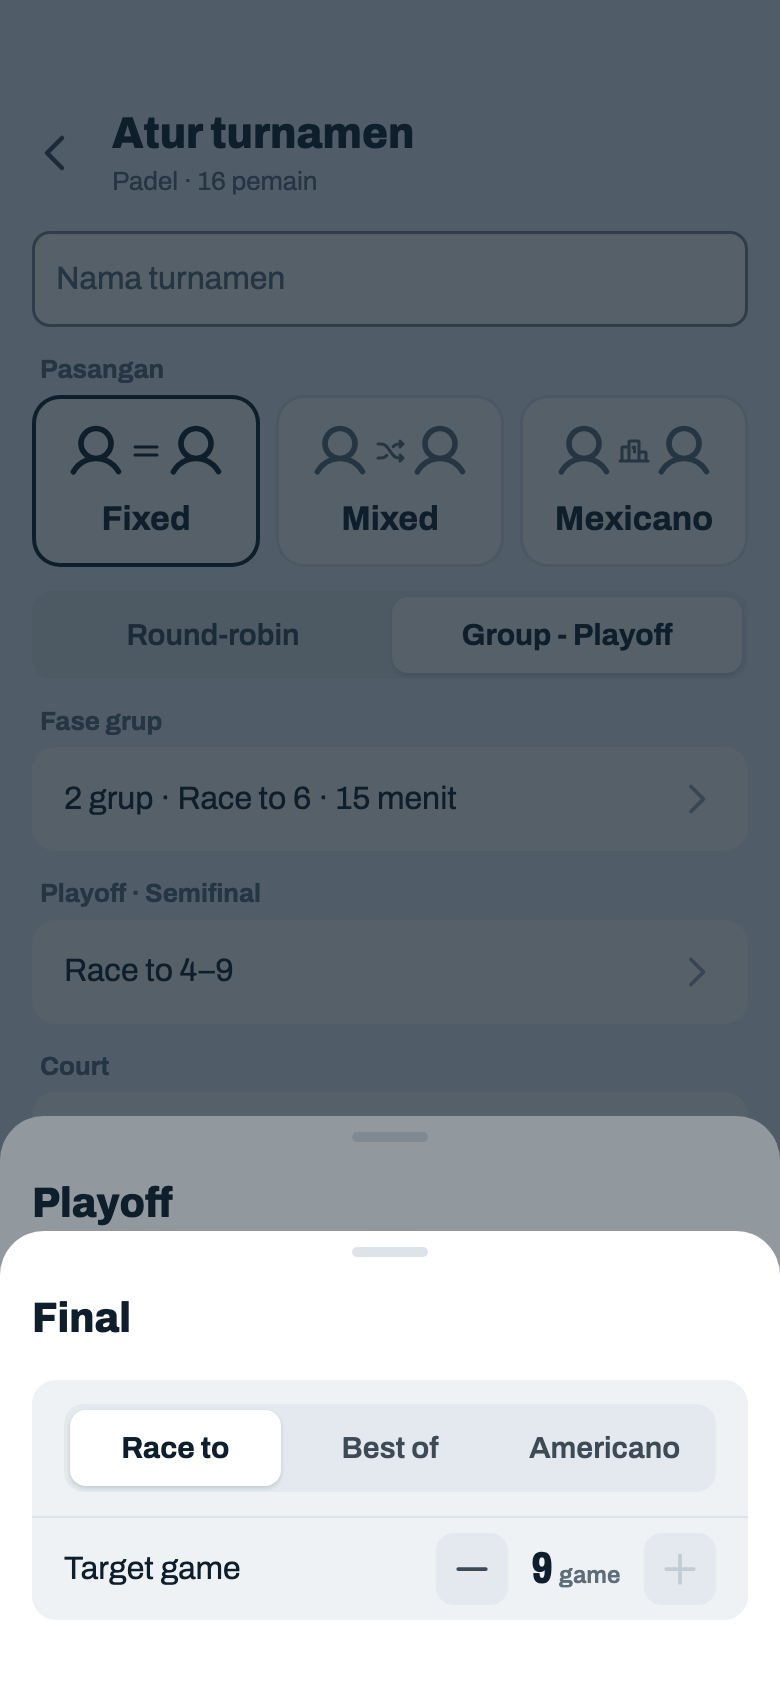 Atur turnamen
Padel · 16 pemain
Nama turnamen
Pasangan
Fixed
Mixed
Mexicano
Round-robin
Group - Playoff
Fase grup
2 grup · Race to 6 · 15 menit
Playoff · Semifinal
Race to 4–9
Court
Playoff
Final
Race to
Best of
Americano
Target game
9 game